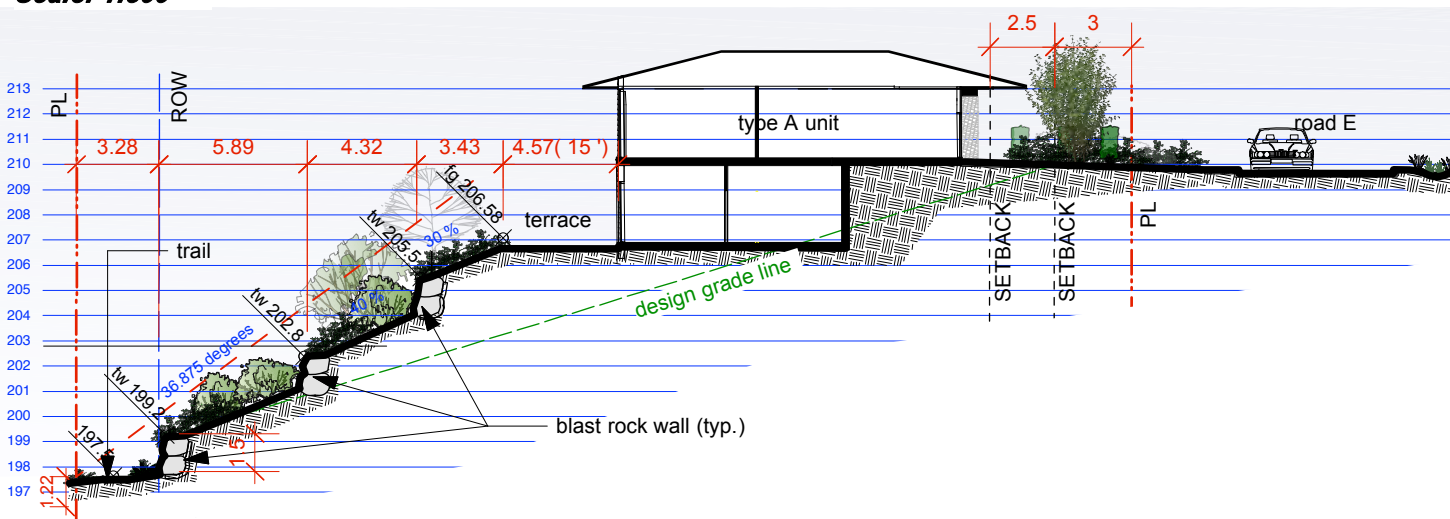 2.5 3
213
212
211
210
209
208
207
206
205
204
203
202
201
200
199
198
197
PL
ROW
3.28 5.89 4.32 3.43 4.57( 15 ')
type A unit
road E
fg 206.58
terrace
tw 205.5
30 %
trail
40 %
tw 202.8
36.875 degrees
tw 199.2
197.
design grade line
SETBACK
SETBACK
PL
blast rock wall (typ.)
1.5
1.22